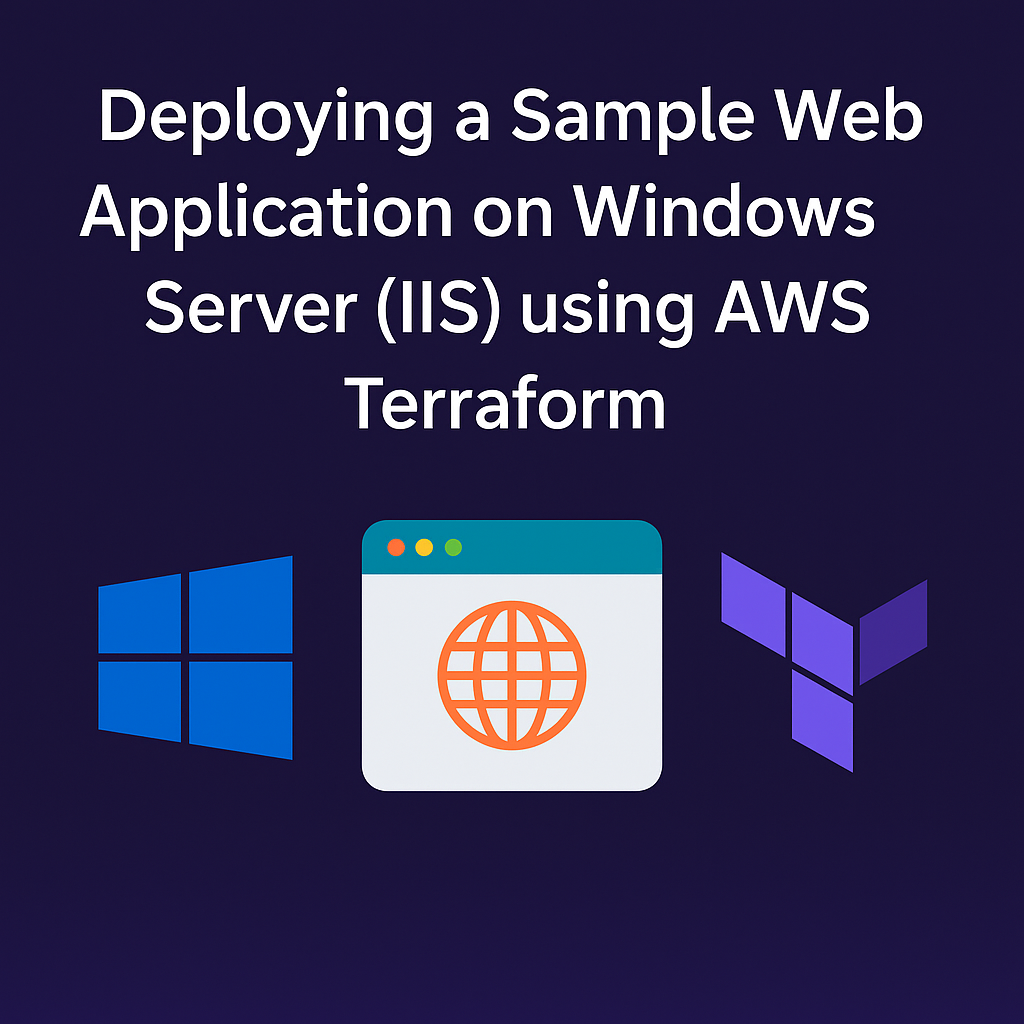 Deploying a Sample Web
Application on Windows
Server (IIS) using AWS
Terraform